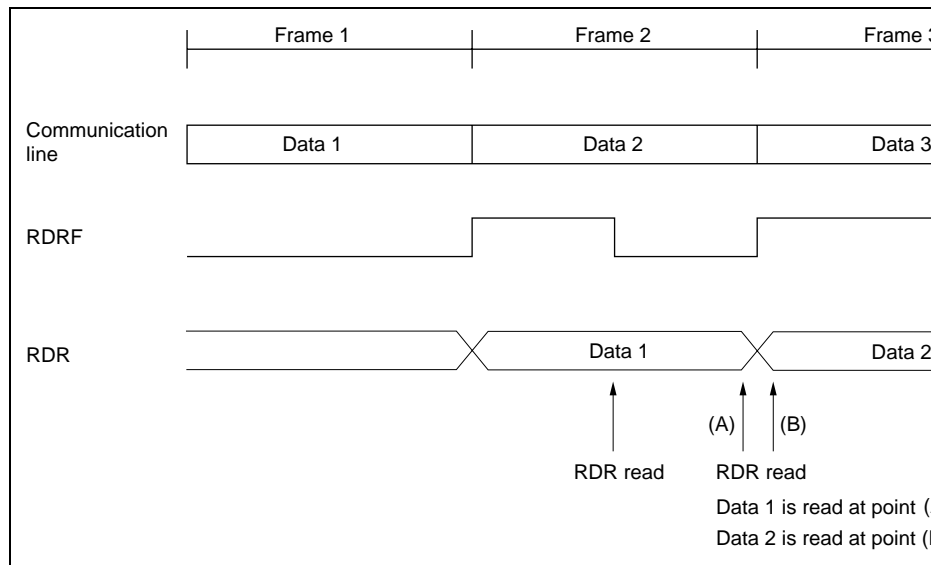 Frame 1 Frame 2 Frame 3
Communication
line
Data 1 Data 2 Data 3
RDRF
RDR
Data 1 Data 2
(A) (B)
RDR read RDR read
Data 1 is read at point (
Data 2 is read at point (